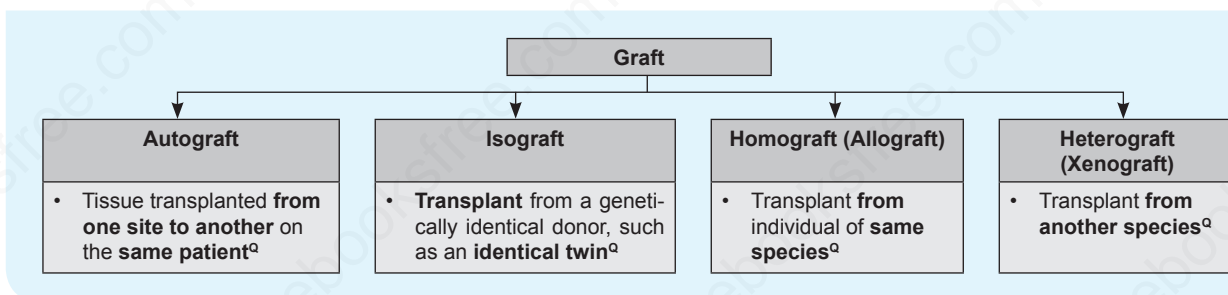 Graft
Autograft
• Tissue transplanted from
one site to another on
the same patientQ
Isograft
• Transplant from a geneti-
cally identical donor, such
as an identical twinQ
Homograft (Allograft)
• Transplant from
individual of same
speciesQ
Heterograft
(Xenograft)
• Transplant from
another speciesQ